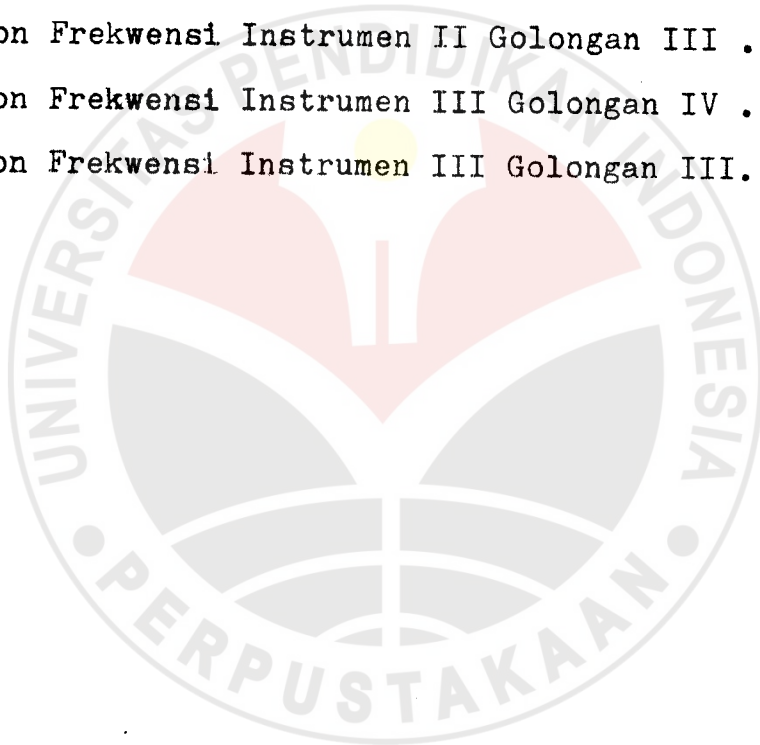 on Frekwensi Instrumen II Golongan III .
on Frekwensi Instrumen III Golongan IV .
on Frekwensi Instrumen III Golongan III.
UNIVERSITAS PENDIDIKAN INDONESIA
PERPUSTAKAAN